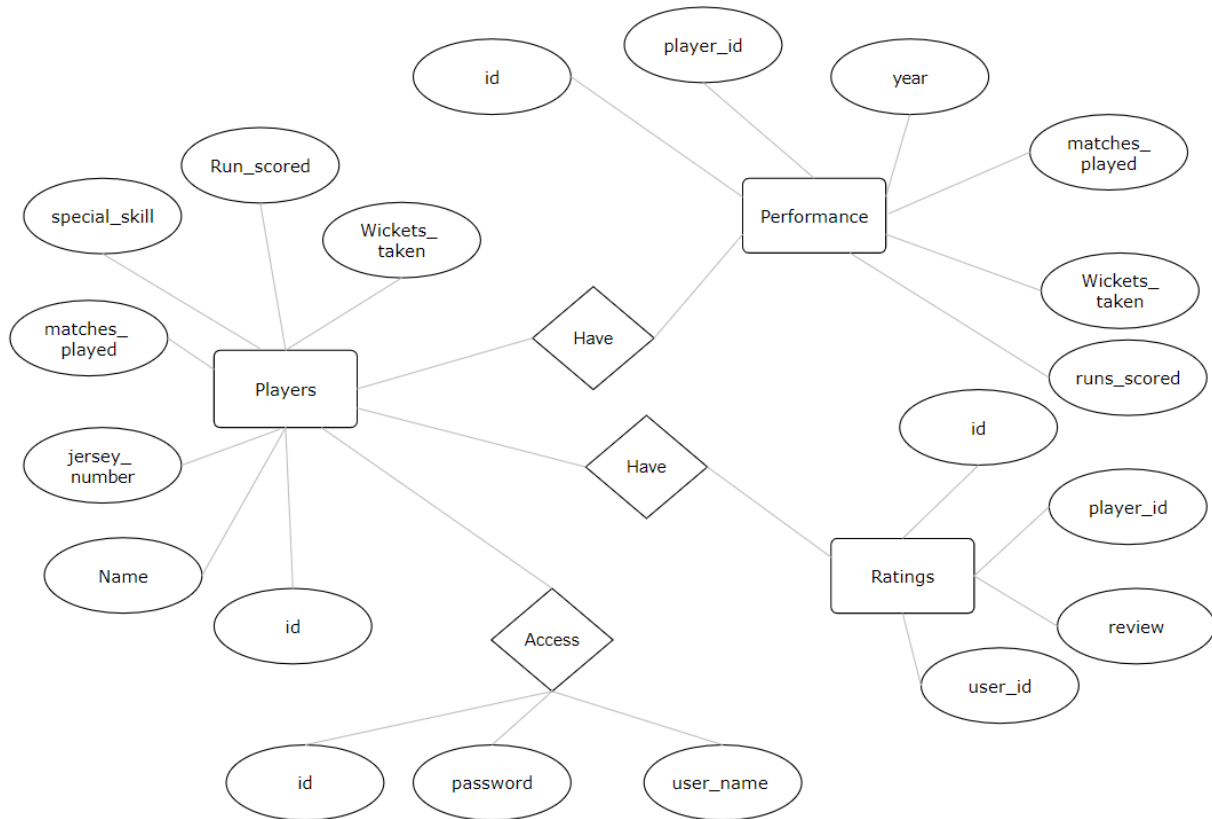 player_id
id
year
matches_
played
Run_scored
special_skill
Performance
Wickets_
taken
Wickets_
taken
matches_
played
Have
runs_scored
Players
id
jersey_
number
Have
player_id
Name
Ratings
id
Access
review
user_id
id
password
user_name